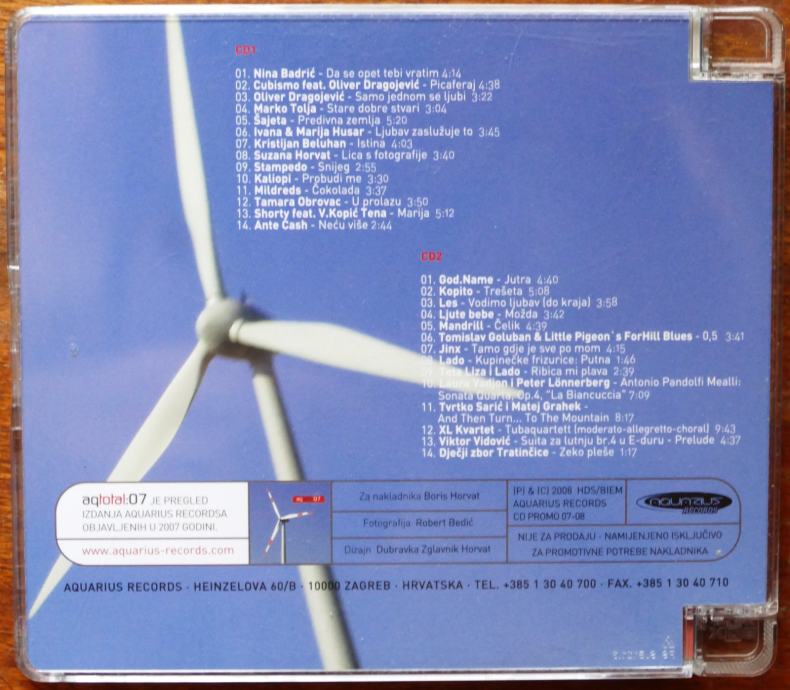 CD1
01. Nina Badrić - Da se opet tebi vratim 4:14
02. Cubismo feat. Oliver Dragojević - Picaferaj 4:38
03. Oliver Dragojević - Samo jednom se ljubi 3:22
04. Marko Tolja - Stare dobre stvari 3:04
05. Šajeta - Predivna zemlja 5:20
06. Ivana & Marija Husar - Ljubav zaslužuje to 3:45
07. Kristijan Beluhan - Istina 4:03
08. Suzana Horvat - Lica s fotografije 3:40
09. Stampedo - Snijeg 2:55
10. Kaliopi - Probudi me 3:30
11. Mildreds - Čokolada 3:37
12. Tamara Obrovac - U prolazu 3:50
13. Shorty feat. V.Kopić Tena - Marija 5:12
14. Ante Cash - Neću više 2:44
CD2
01. God.Name - Jutra 4:40
02. Kopito - Trešeta 5:08
03. Les - Vodimo ljubav (do kraja) 3:58
04. Ljute bebe - Možda 3:42
05. Mandrill - Čelik 4:39
06. Tomislav Goluban & Little Pigeon`s ForHill Blues - 0,5 3:41
07. Jinx - Tamo gdje je sve po mom 4:15
08. Lado - Kupinečke frizurice: Putna 1:46
09. Teta Liza i Lado - Ribica mi plava 2:39
10. Laura Vadjon i Peter Lönnerberg - Antonio Pandolfi Mealli:
Sonata Quarta, Op.4, "La Biancuccia" 7:09
11. Tvrtko Sarić i Matej Grahek -
And Then Turn... To The Mountain 8:17
12. XL Kvartet - Tubaquartett (moderato-allegretto-choral) 9:43
13. Viktor Vidović - Suita za lutnju br.4 u E-duru - Prelude 4:37
14. Dječji zbor Tratinčice - Zeko pleše 1:17
aqtotal:07 JE PREGLED
IZDANJA AQUARIUS RECORDSA
OBJAVLJENIH U 2007 GODINI.
www.aquarius-records.com
aq 07
Za nakladnika Boris Horvat
Fotografija Robert Bedić
Dizajn Dubravka Zglavnik Horvat
(P) & (C) 2008 HDS/BIEM
AQUARIUS RECORDS
CD PROMO 07-08
AQUARIUS
RECORDS
NIJE ZA PRODAJU - NAMIJENJENO ISKLJUČIVO
ZA PROMOTIVNE POTREBE NAKLADNIKA
AQUARIUS RECORDS · HEINZELOVA 60/B · 10000 ZAGREB · HRVATSKA · TEL. +385 1 30 40 700 · FAX. +385 1 30 40 710